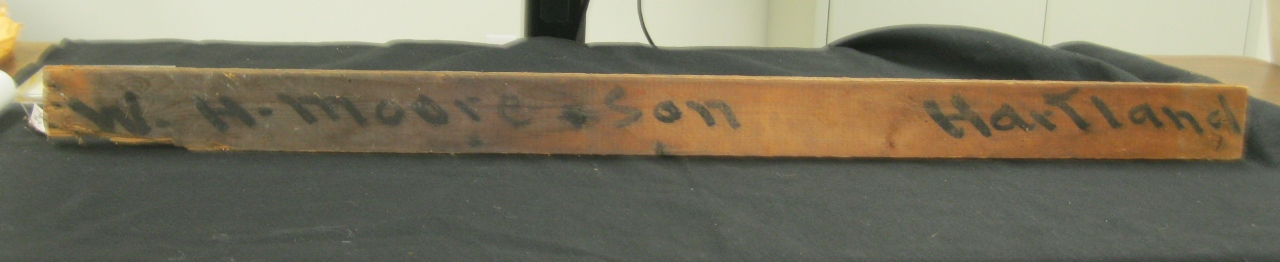 W. H. Moore + Son Hartland